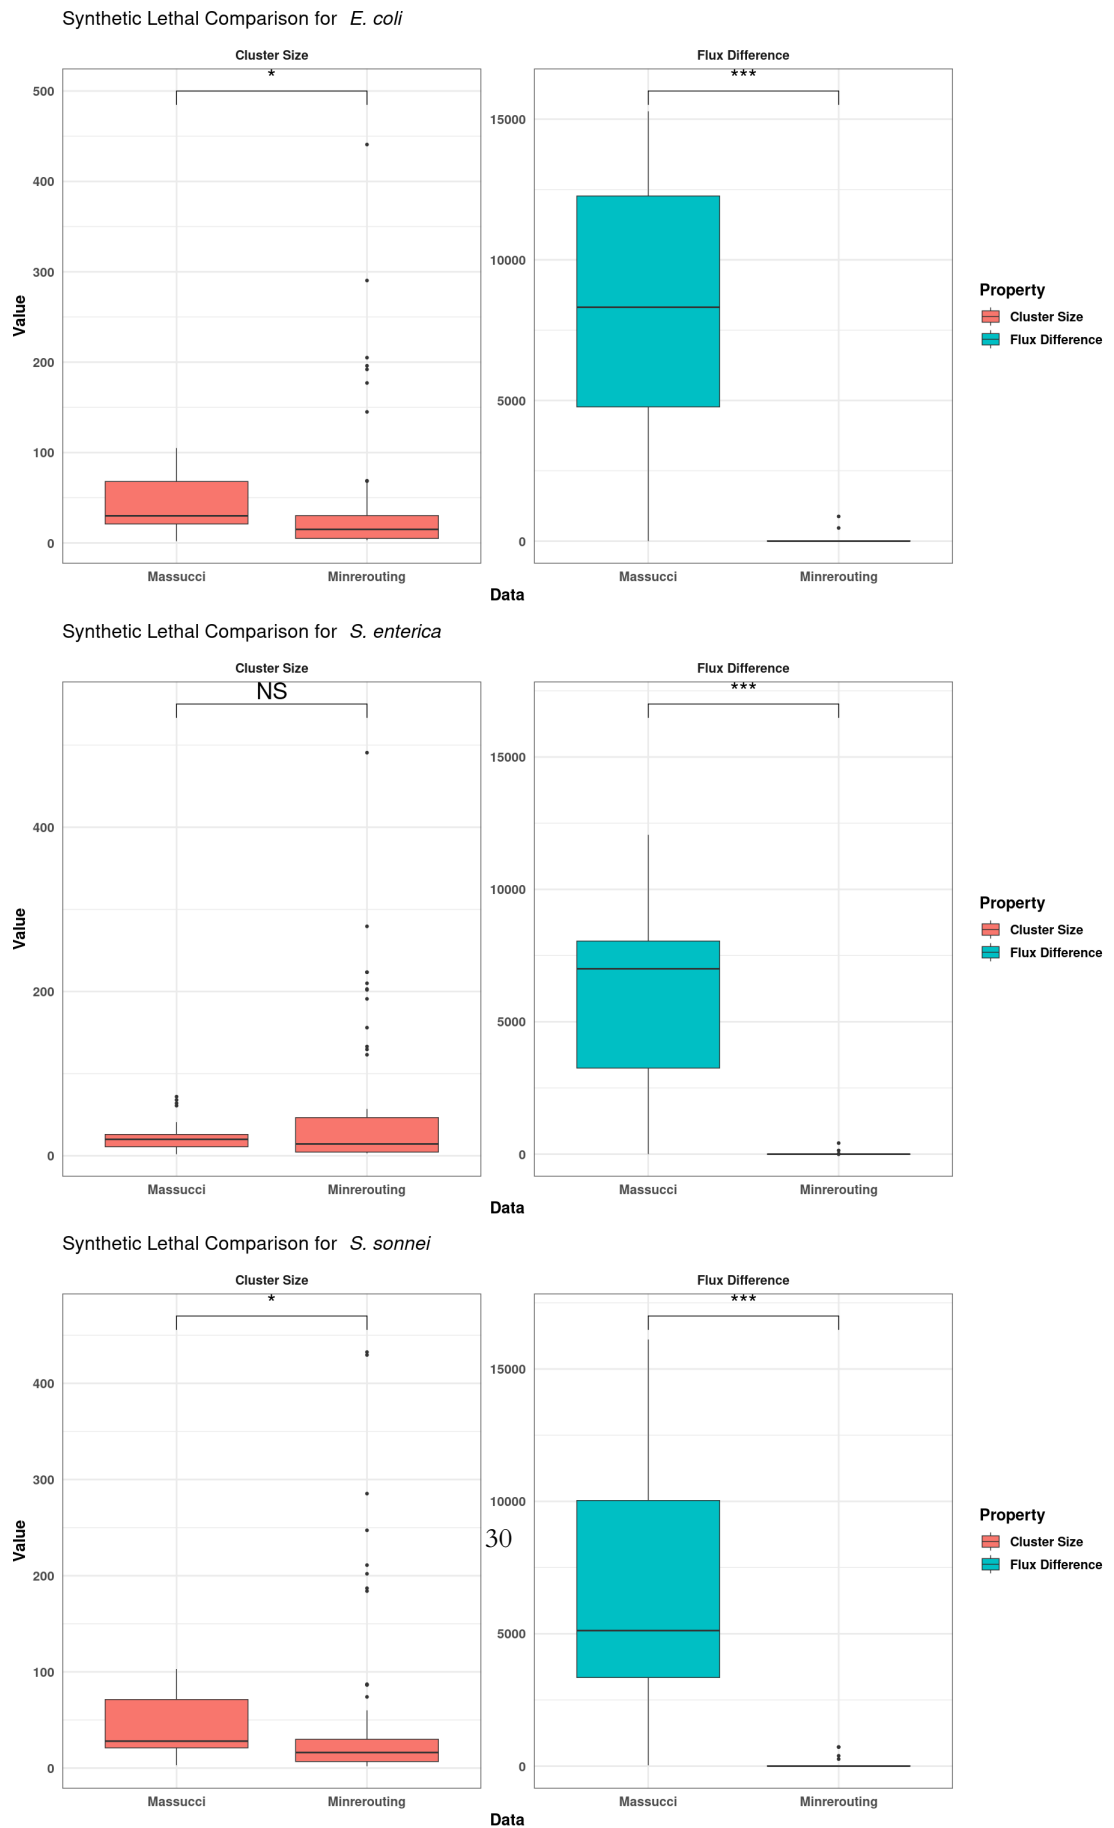 Synthetic Lethal Comparison for E. coli
Cluster Size
Flux Difference
*
***
500
400
300
200
100
0
15000
10000
5000
0
Value
Massucci
Minrerouting
Massucci
Minrerouting
Data
Property
Cluster Size
Flux Difference
Synthetic Lethal Comparison for S. enterica
Cluster Size
Flux Difference
NS
***
400
200
0
15000
10000
5000
0
Value
Massucci
Minrerouting
Massucci
Minrerouting
Data
Property
Cluster Size
Flux Difference
Synthetic Lethal Comparison for S. sonnei
Cluster Size
Flux Difference
*
***
400
300
200
100
0
15000
10000
5000
0
Value
30
Massucci
Minrerouting
Massucci
Minrerouting
Data
Property
Cluster Size
Flux Difference